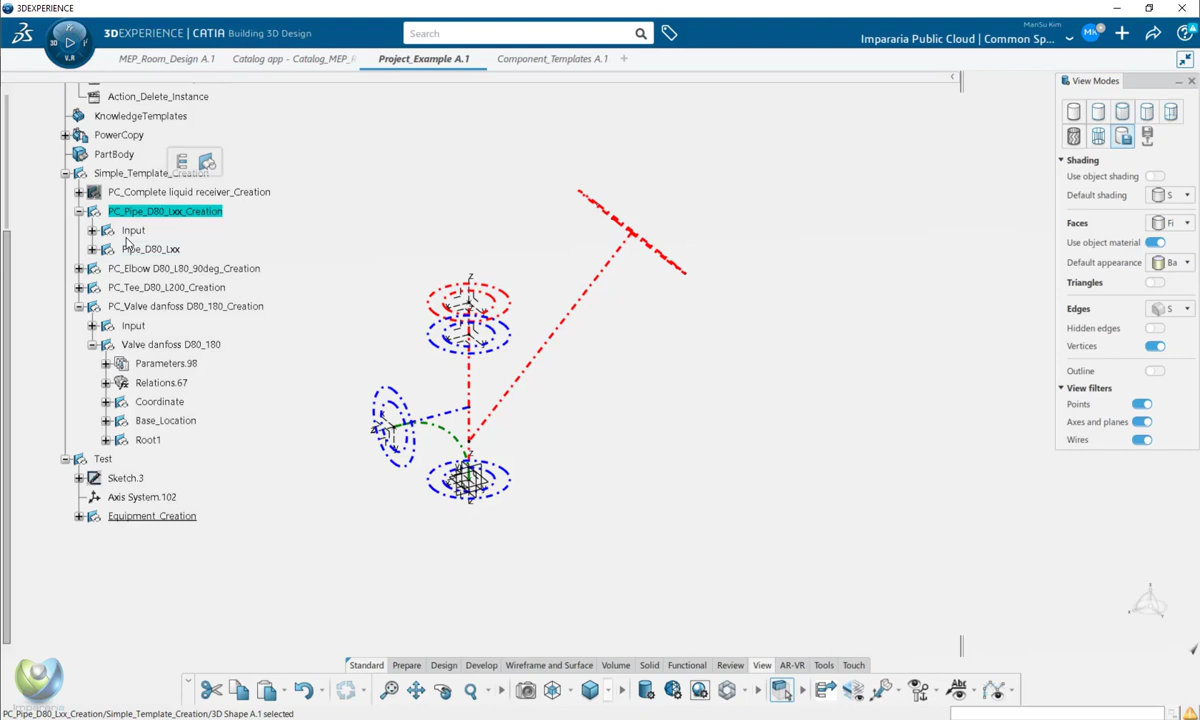 3DEXPERIENCE
3DEXPERIENCE | CATIA Building 3D Design
Search
ManSu Kim
Impararia Public Cloud | Common Sp...
MEP_Room_Design A.1
Catalog app - Catalog_MEP_R
Project_Example A.1
Component_Templates A.1
Action_Delete_Instance
KnowledgeTemplates
PowerCopy
PartBody
Simple_Template_Creation
PC_Complete liquid receiver_Creation
PC_Pipe_D80_Lxx_Creation
Input
Pipe_D80_Lxx
PC_Elbow D80_L80_90deg_Creation
PC_Tee_D80_L200_Creation
PC_Valve danfoss D80_180_Creation
Input
Valve danfoss D80_180
Parameters.98
Relations.67
Coordinate
Base_Location
Root1
Test
Sketch.3
Axis System.102
Equipment_Creation
View Modes
Shading
Use object shading
Default shading
S
Faces
Fi
Use object material
Default appearance
Ba
Triangles
Edges
S
Hidden edges
Vertices
Outline
View filters
Points
Axes and planes
Wires
Standard
Prepare
Design
Develop
Wireframe and Surface
Volume
Solid
Functional
Review
View
AR-VR
Tools
Touch
PC_Pipe_D80_Lxx_Creation/Simple_Template_Creation/3D Shape A.1 selected